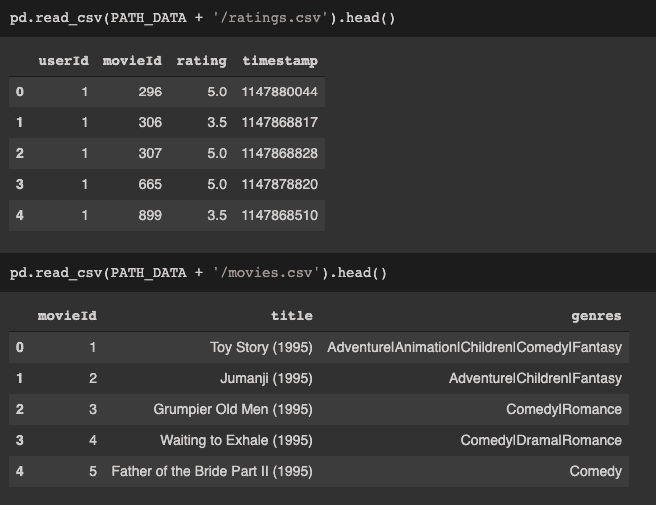 pd.read_csv(PATH_DATA + '/ratings.csv').head()
userId movieId rating timestamp
0 1 296 5.0 1147880044
1 1 306 3.5 1147868817
2 1 307 5.0 1147868828
3 1 665 5.0 1147878820
4 1 899 3.5 1147868510
pd.read_csv(PATH_DATA + '/movies.csv').head()
movieId title genres
0 1 Toy Story (1995) Adventure|Animation|Children|Comedy|Fantasy
1 2 Jumanji (1995) Adventure|Children|Fantasy
2 3 Grumpier Old Men (1995) Comedy|Romance
3 4 Waiting to Exhale (1995) Comedy|Drama|Romance
4 5 Father of the Bride Part II (1995) Comedy